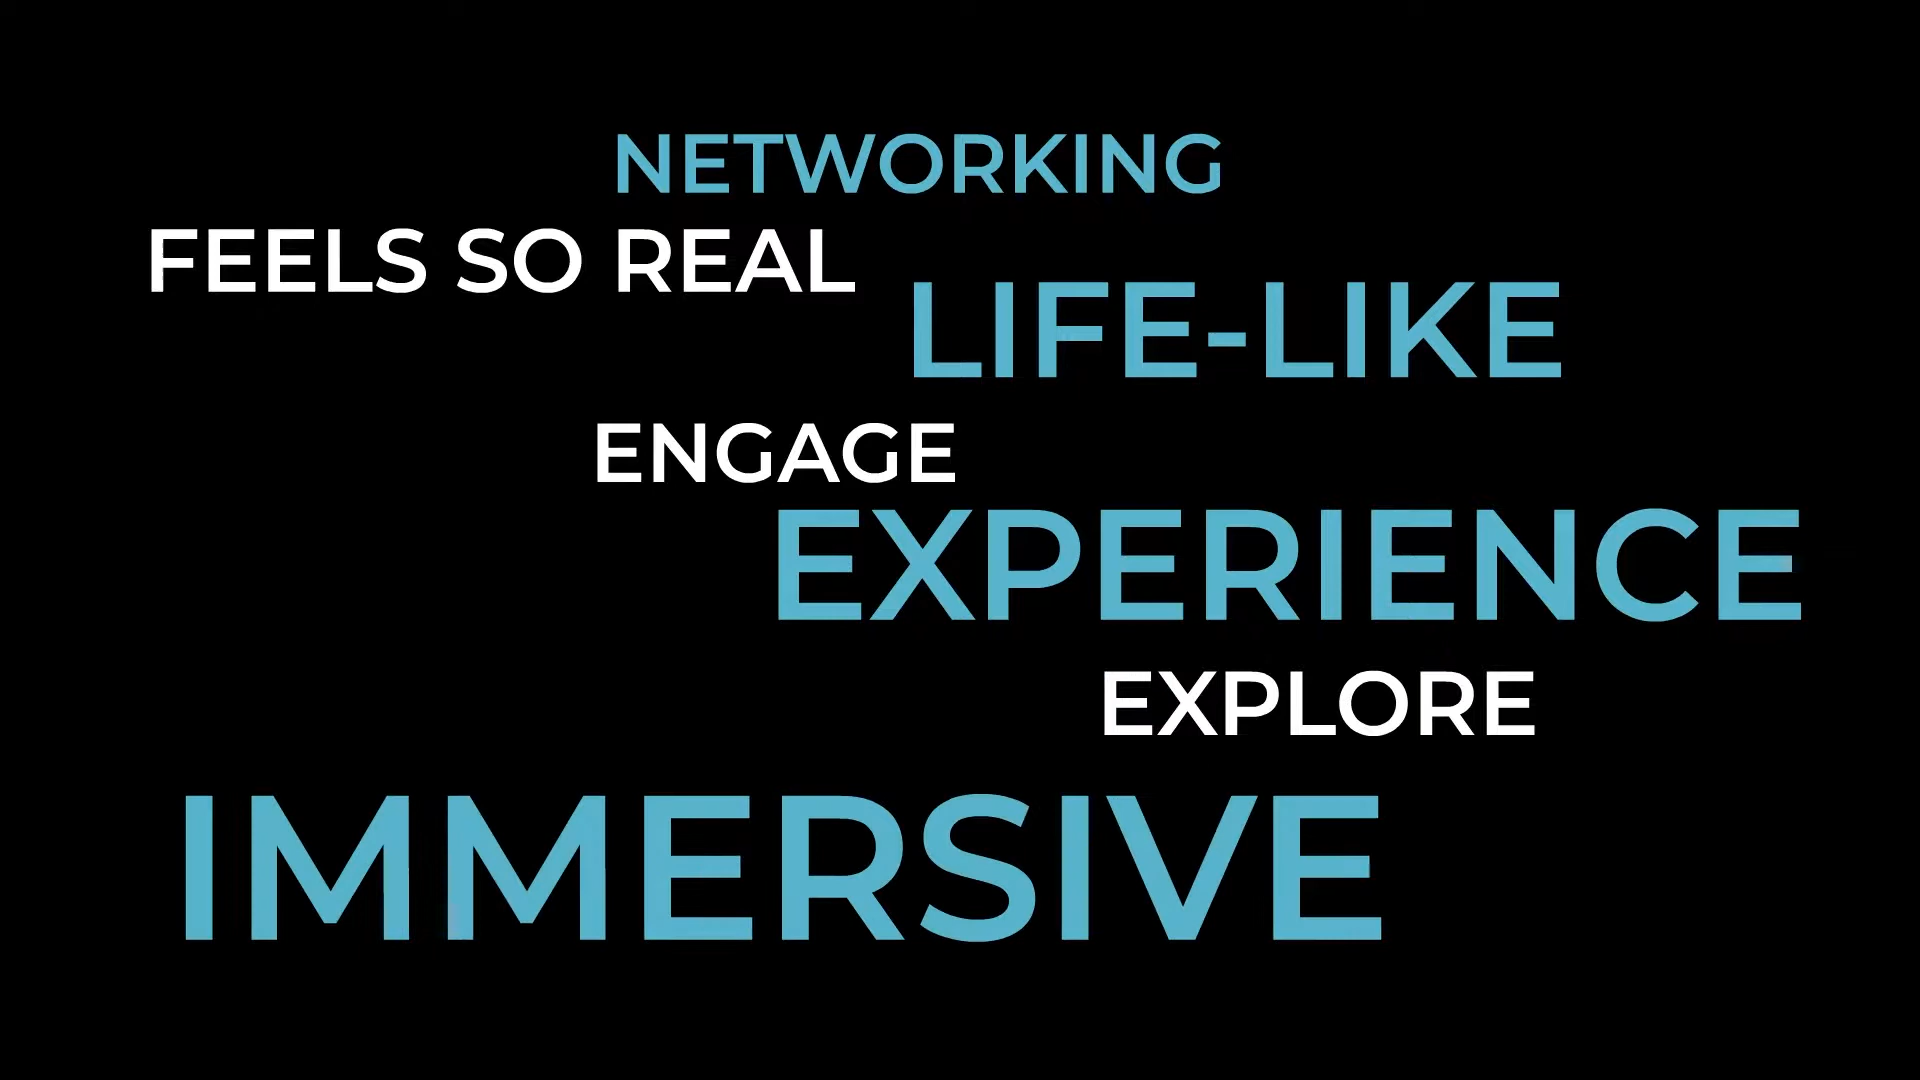 NETWORKING
FEELS SO REAL
LIFE-LIKE
ENGAGE
EXPERIENCE
EXPLORE
IMMERSIVE